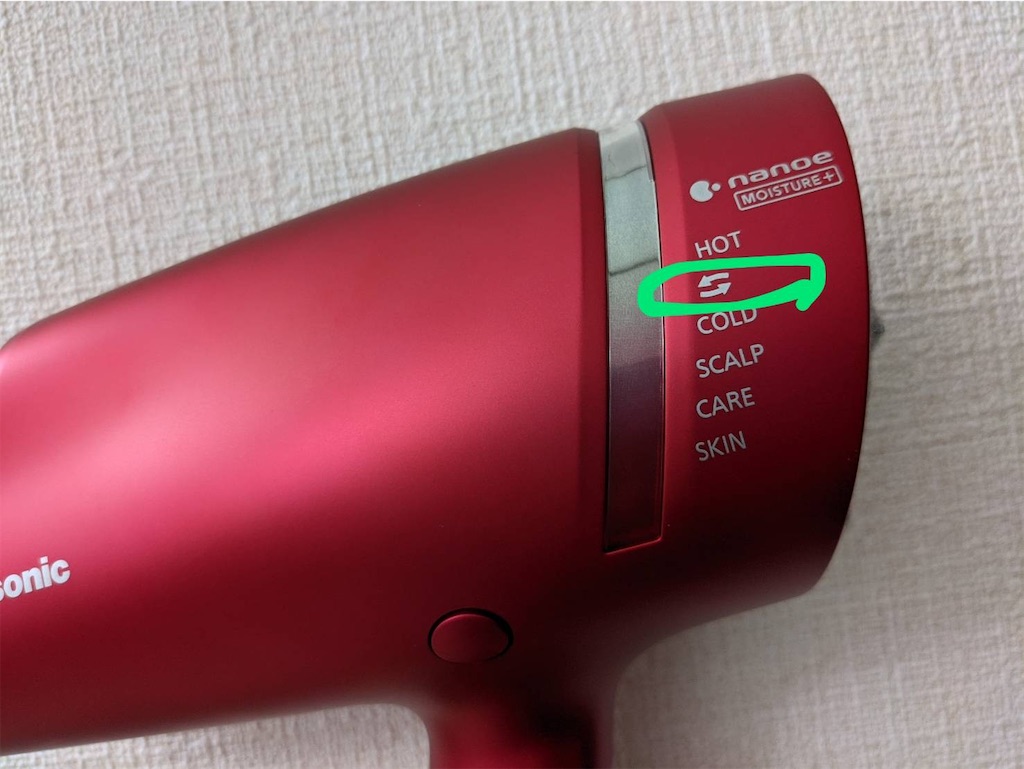 nanoe
MOISTURE+
HOT
COLD
SCALP
CARE
SKIN
sonic